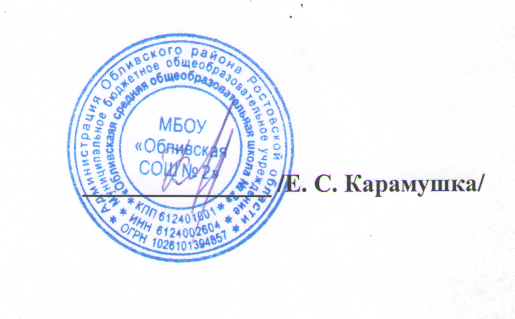 Администрация Обливского района Ростовской области
Муниципальное бюджетное общеобразовательное учреждение
«Обливская средняя общеобразовательная школа № 2»
МБОУ
«Обливская
СОШ № 2»
КПП 612401001
ИНН 6124002604
ОГРН 1026101394857
/Е. С. Карамушка/